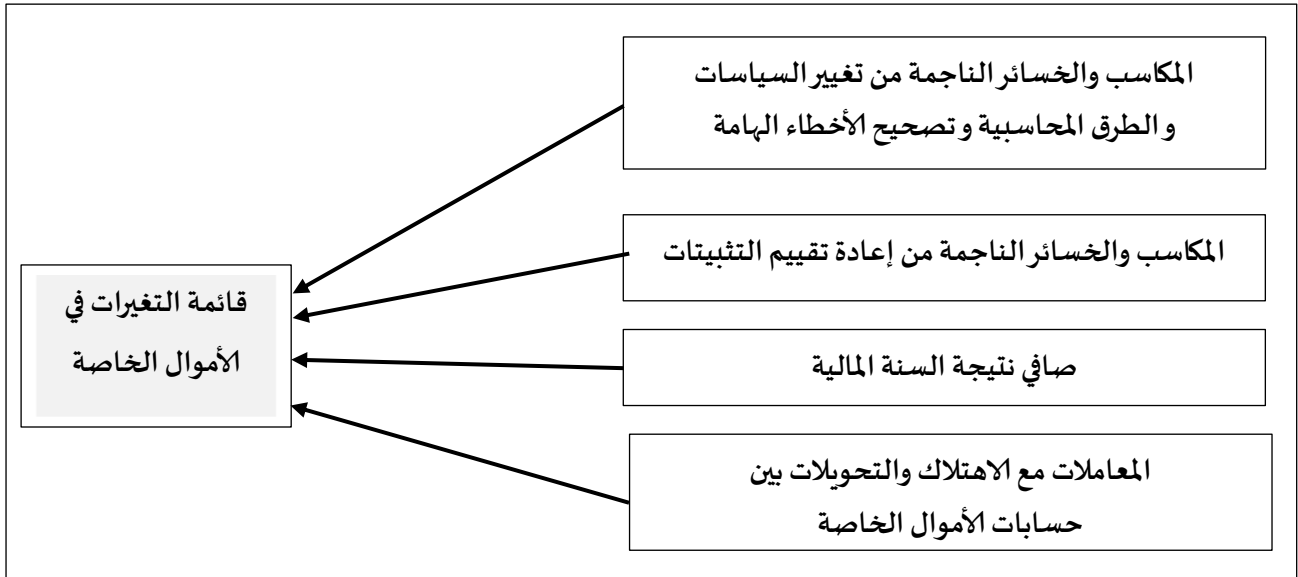 المكاسب والخسائر الناجمة من تغيير السياسات
والطرق المحاسبية وتصحيح الأخطاء الهامة
المكاسب والخسائر الناجمة من إعادة تقييم التثبيتات
قائمة التغيرات في
الأموال الخاصة
صافي نتيجة السنة المالية
المعاملات مع الاهتلاك والتحويلات بين
حسابات الأموال الخاصة